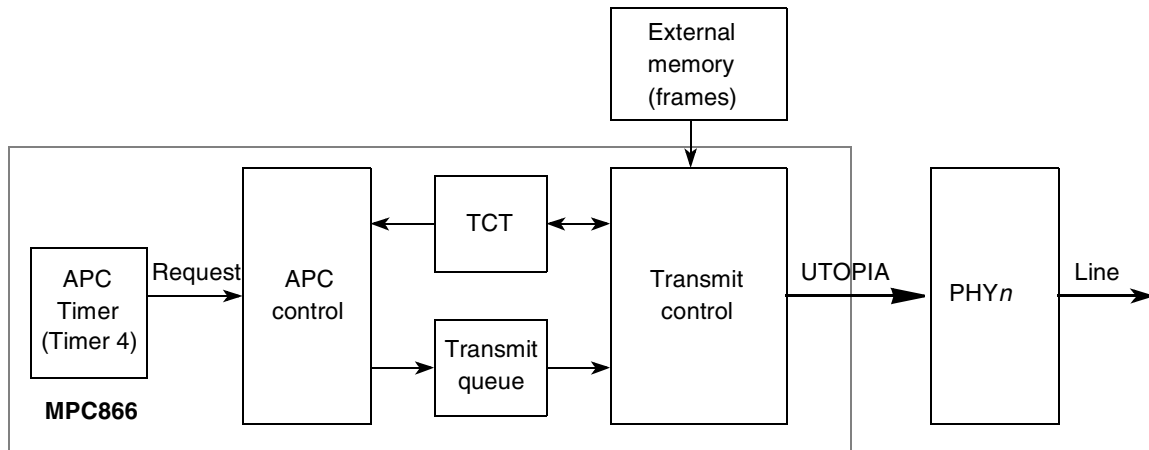 External
memory
(frames)
APC
Timer
(Timer 4)
Request
APC
control
TCT
Transmit
queue
Transmit
control
UTOPIA
PHYn
Line
MPC866